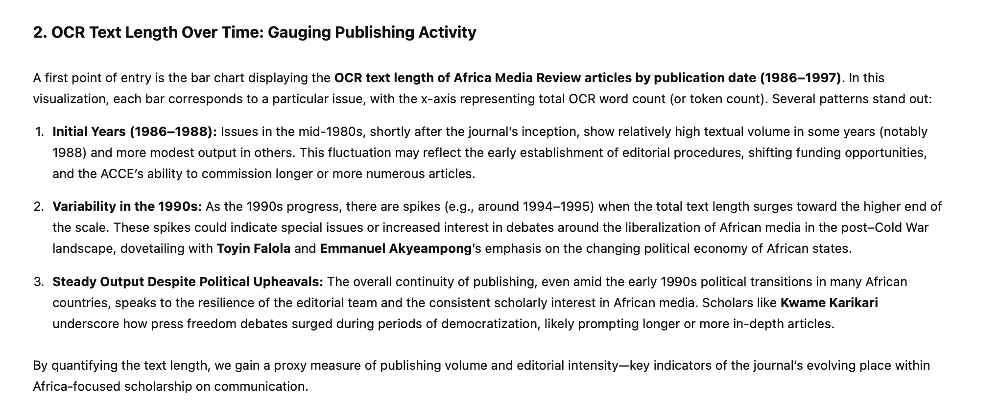 2. OCR Text Length Over Time: Gauging Publishing Activity
A first point of entry is the bar chart displaying the OCR text length of Africa Media Review articles by publication date (1986–1997). In this
visualization, each bar corresponds to a particular issue, with the x-axis representing total OCR word count (or token count). Several patterns stand out:
1. Initial Years (1986–1988): Issues in the mid-1980s, shortly after the journal’s inception, show relatively high textual volume in some years (notably
1988) and more modest output in others. This fluctuation may reflect the early establishment of editorial procedures, shifting funding opportunities,
and the ACCE’s ability to commission longer or more numerous articles.
2. Variability in the 1990s: As the 1990s progress, there are spikes (e.g., around 1994–1995) when the total text length surges toward the higher end of
the scale. These spikes could indicate special issues or increased interest in debates around the liberalization of African media in the post–Cold War
landscape, dovetailing with Toyin Falola and Emmanuel Akyeampong’s emphasis on the changing political economy of African states.
3. Steady Output Despite Political Upheavals: The overall continuity of publishing, even amid the early 1990s political transitions in many African
countries, speaks to the resilience of the editorial team and the consistent scholarly interest in African media. Scholars like Kwame Karikari
underscore how press freedom debates surged during periods of democratization, likely prompting longer or more in-depth articles.
By quantifying the text length, we gain a proxy measure of publishing volume and editorial intensity—key indicators of the journal’s evolving place within
Africa-focused scholarship on communication.